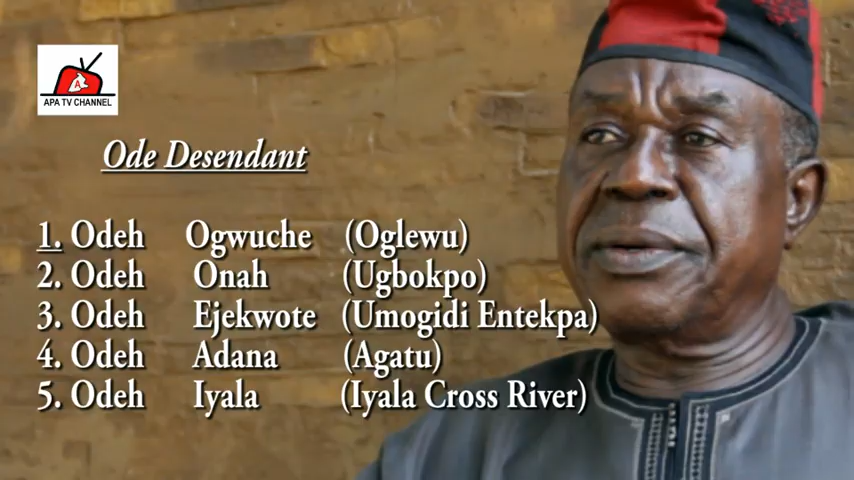 APA TV CHANNEL
Ode Desendant
1. Odeh Ogwuche (Oglewu)
2. Odeh Onah (Ugbokpo)
3. Odeh Ejekwote (Umogidi Entekpa)
4. Odeh Adana (Agatu)
5. Odeh Iyala (Iyala Cross River)